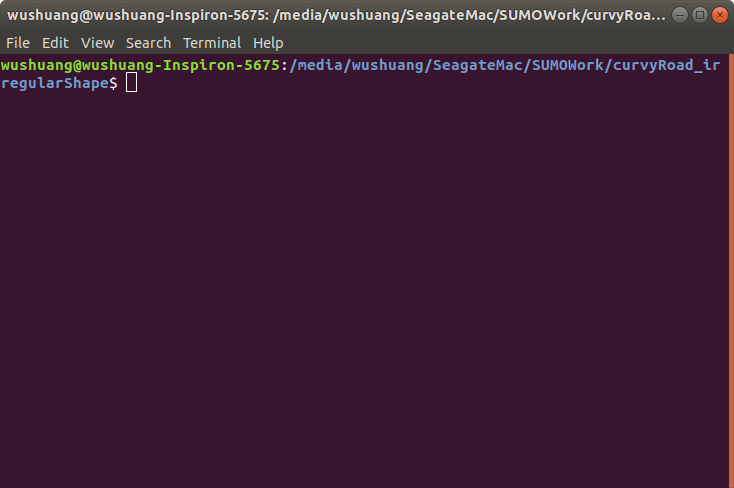 wushuang@wushuang-Inspiron-5675: /media/wushuang/SeagateMac/SUMOWork/curvyRoa...
File Edit View Search Terminal Help
wushuang@wushuang-Inspiron-5675:/media/wushuang/SeagateMac/SUMOWork/curvyRoad_ir
regularShape$